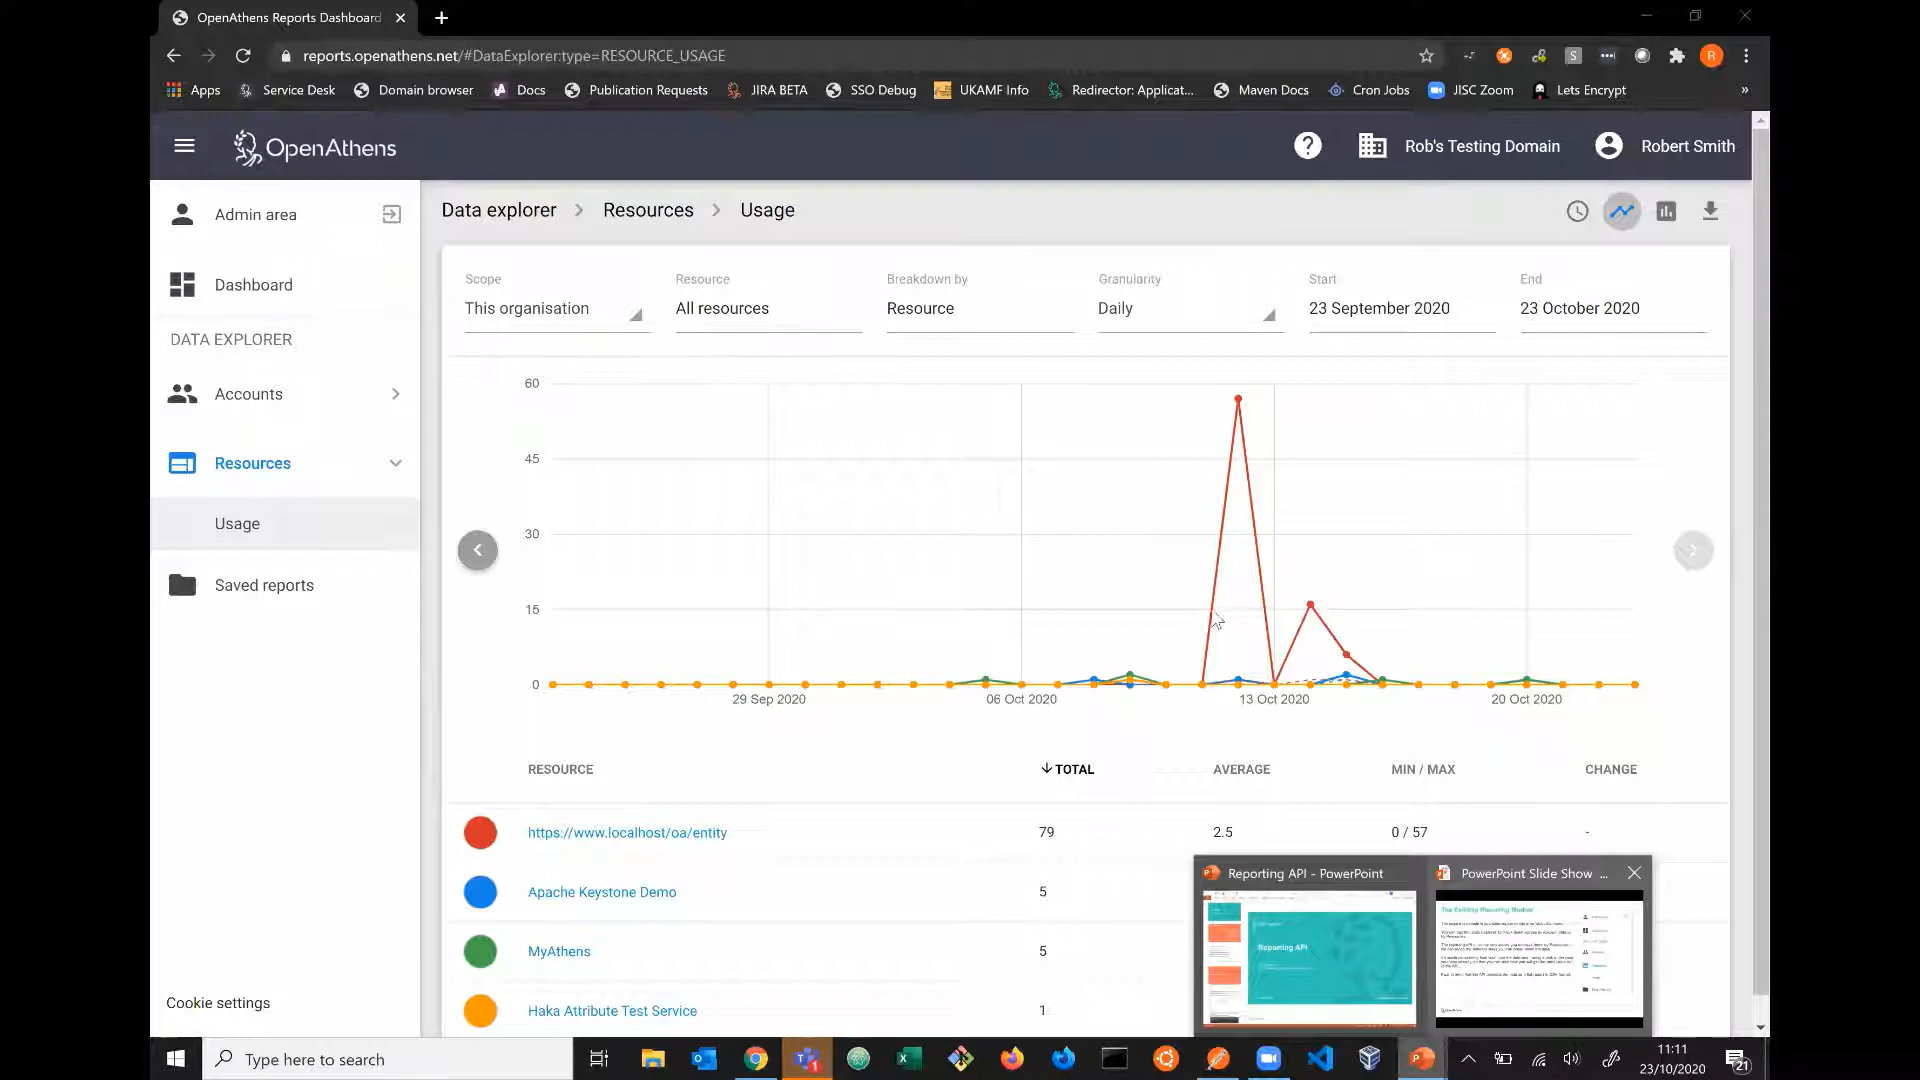 OpenAthens Reports Dashboard
reports.openathens.net/#DataExplorer:type=RESOURCE_USAGE
S
R
Apps
Service Desk
Domain browser
Docs
Publication Requests
JIRA BETA
SSO Debug
UKAMF Info
Redirector: Applicat...
Maven Docs
Cron Jobs
JISC Zoom
Lets Encrypt
»
OpenAthens
Rob's Testing Domain
Robert Smith
Admin area
Dashboard
DATA EXPLORER
Accounts
Resources
Usage
Saved reports
Cookie settings
Data explorer > Resources > Usage
Scope
This organisation
Resource
All resources
Breakdown by
Resource
Granularity
Daily
Start
23 September 2020
End
23 October 2020
60
45
30
15
0
29 Sep 2020
06 Oct 2020
13 Oct 2020
20 Oct 2020
RESOURCE TOTAL AVERAGE MIN / MAX CHANGE
https://www.localhost/oa/entity 79 2.5 0 / 57 -
Apache Keystone Demo 5
MyAthens 5
Haka Attribute Test Service 1
Reporting API - PowerPoint
Reporting API
PowerPoint Slide Show ...
The Existing Reporting Module
Type here to search
1
11:11
23/10/2020
21